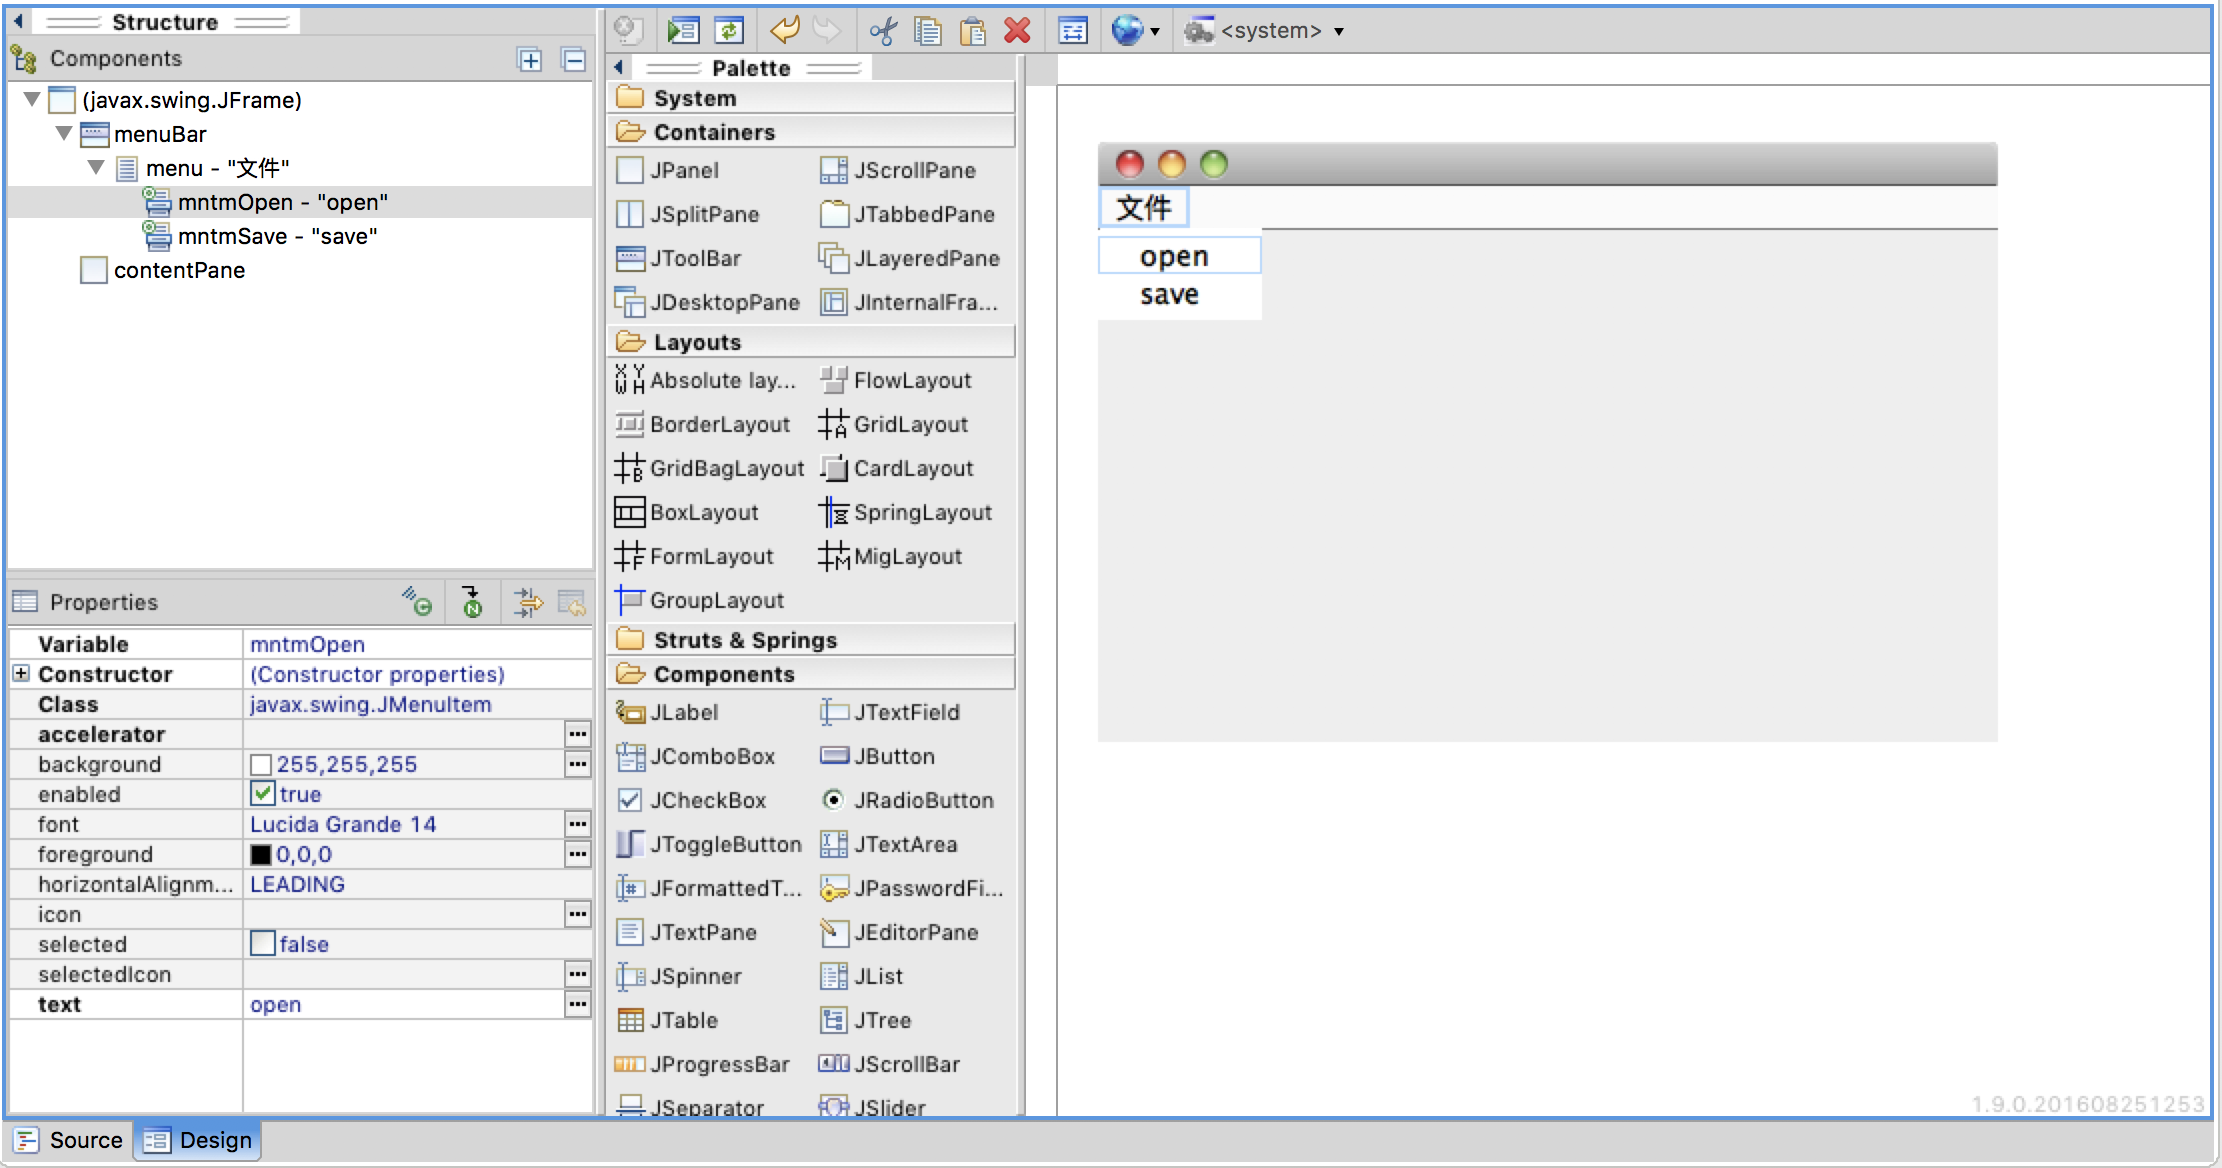 Structure
Components
(javax.swing.JFrame)
menuBar
menu - "文件"
mntmOpen - "open"
mntmSave - "save"
contentPane
Properties
Variable mntmOpen
Constructor (Constructor properties)
Class javax.swing.JMenuItem
accelerator ...
background 255,255,255 ...
enabled true
font Lucida Grande 14 ...
foreground 0,0,0 ...
horizontalAlignm... LEADING
icon ...
selected false
selectedIcon ...
text open ...
<system>
Palette
System
Containers
JPanel JScrollPane
JSplitPane JTabbedPane
JToolBar JLayeredPane
JDesktopPane JInternalFra...
Layouts
Absolute lay... FlowLayout
BorderLayout GridLayout
GridBagLayout CardLayout
BoxLayout SpringLayout
FormLayout MigLayout
GroupLayout
Struts & Springs
Components
JLabel JTextField
JComboBox JButton
JCheckBox JRadioButton
JToggleButton JTextArea
JFormattedT... JPasswordFi...
JTextPane JEditorPane
JSpinner JList
JTable JTree
JProgressBar JScrollBar
JSeparator JSlider
文件
open
save
1.9.0.201608251253
Source Design